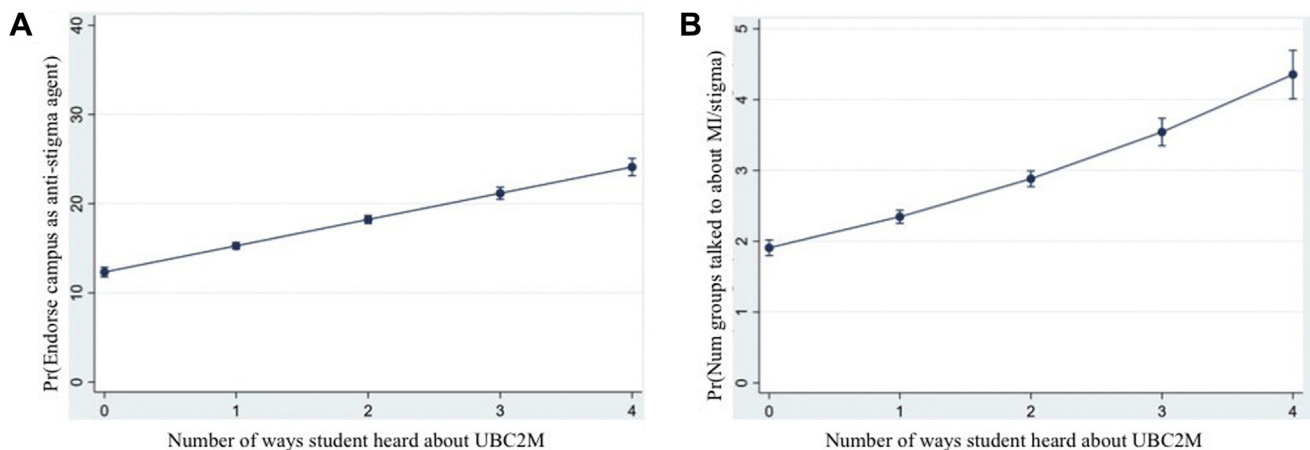 A
Pr(Endorse campus as anti-stigma agent)
40
30
20
10
0
0 1 2 3 4
Number of ways student heard about UBC2M
B
Pr(Num groups talked to about MI/stigma)
5
4
3
2
1
0
0 1 2 3 4
Number of ways student heard about UBC2M